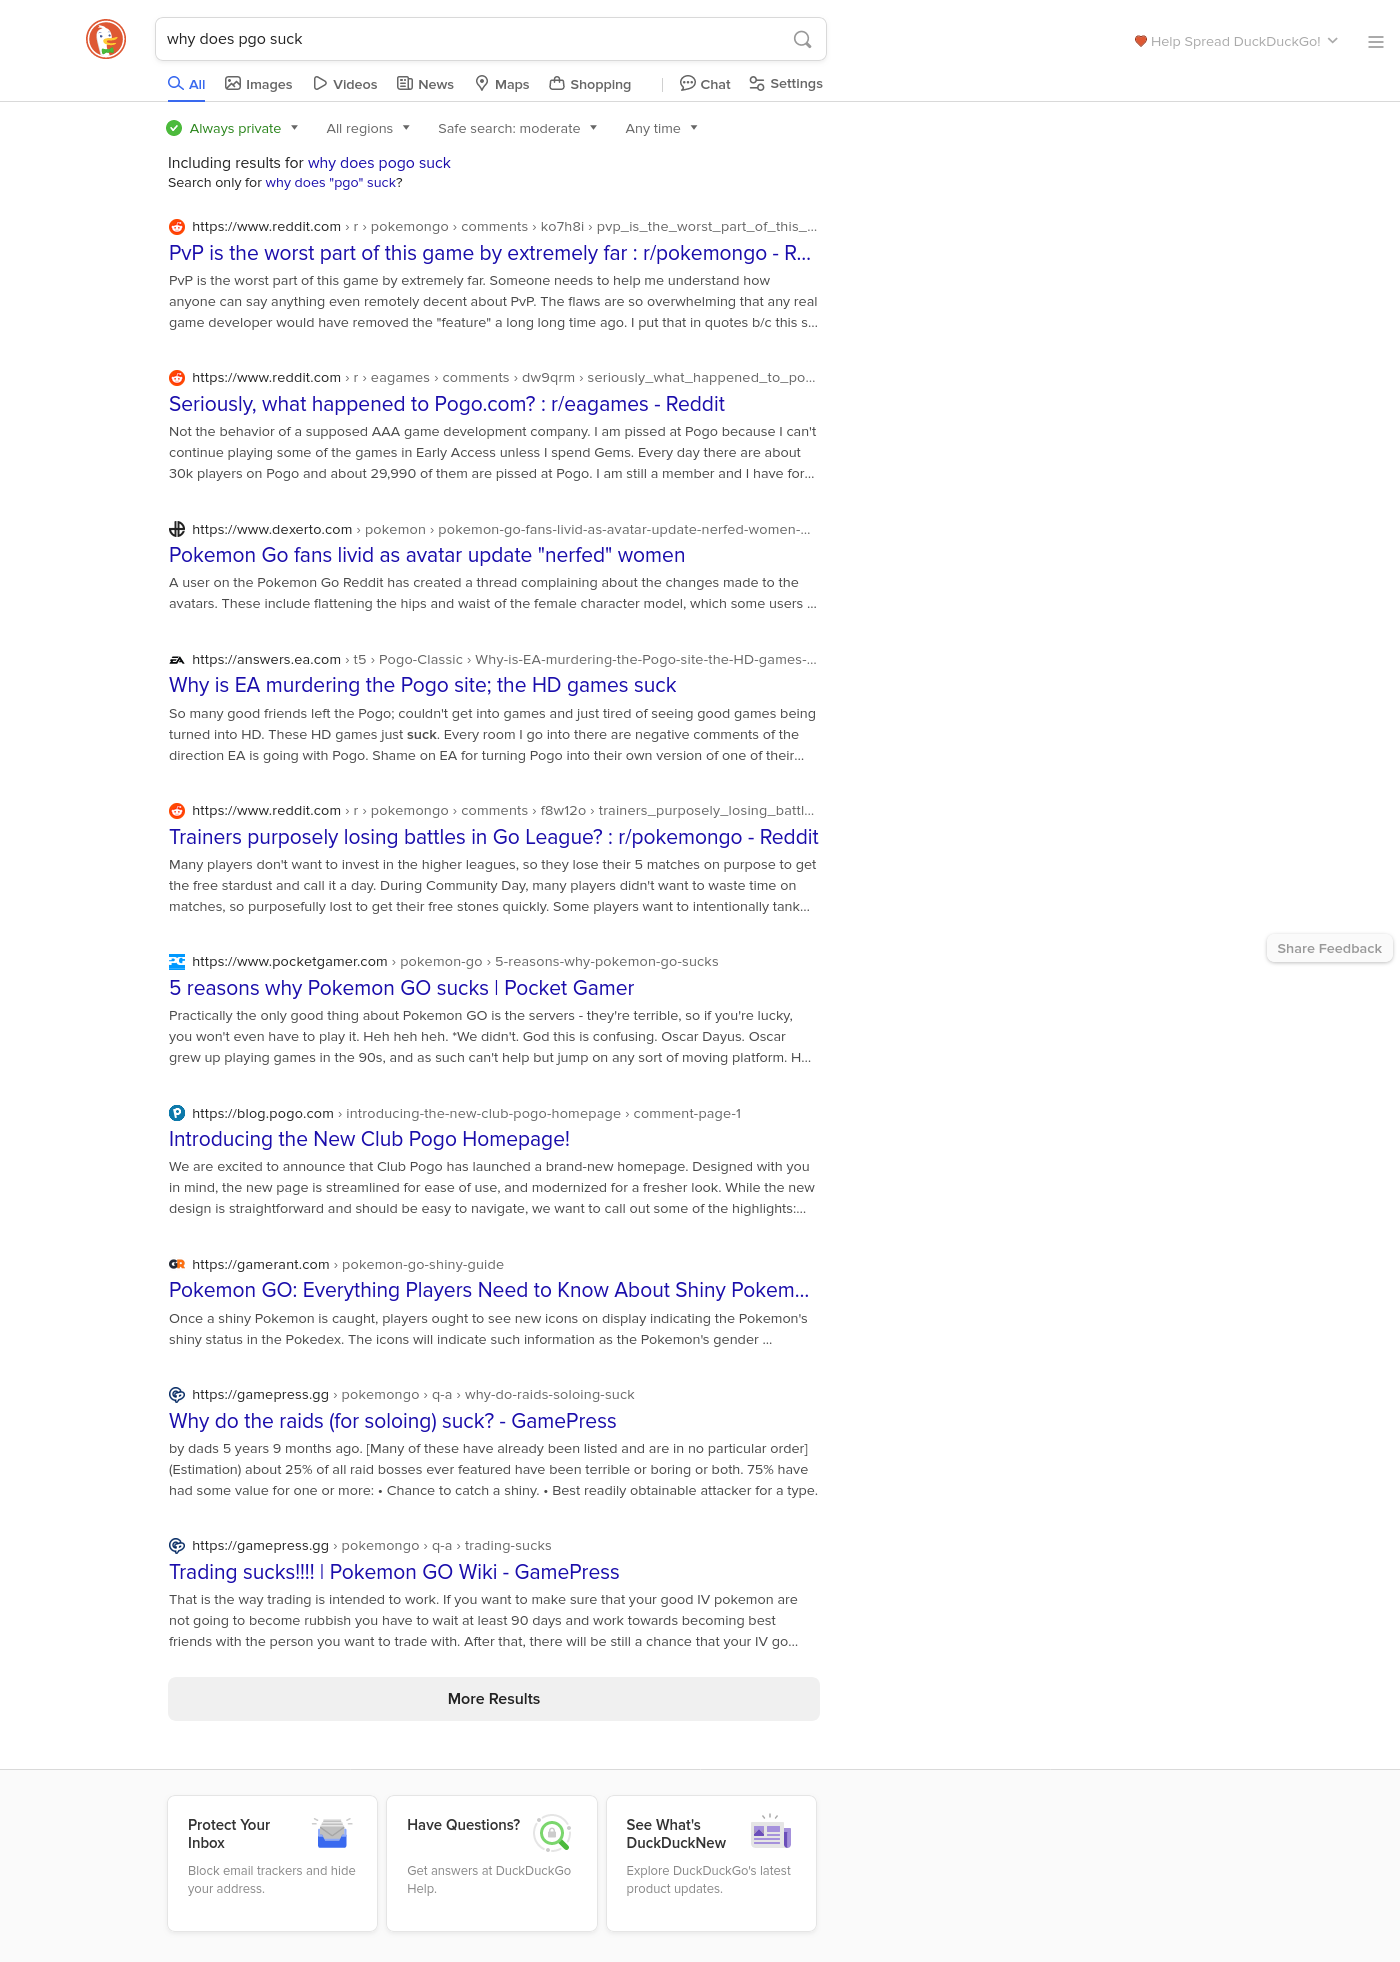 why does pgo suck
Help Spread DuckDuckGo!
All Images Videos News Maps Shopping Chat Settings
Always private All regions Safe search: moderate Any time
Including results for why does pogo suck
Search only for why does "pgo" suck?
https://www.reddit.com › r › pokemongo › comments › ko7h8i › pvp_is_the_worst_part_of_this_...
PvP is the worst part of this game by extremely far : r/pokemongo - R...
PvP is the worst part of this game by extremely far. Someone needs to help me understand how
anyone can say anything even remotely decent about PvP. The flaws are so overwhelming that any real
game developer would have removed the "feature" a long long time ago. I put that in quotes b/c this s...
https://www.reddit.com › r › eagames › comments › dw9qrm › seriously_what_happened_to_po...
Seriously, what happened to Pogo.com? : r/eagames - Reddit
Not the behavior of a supposed AAA game development company. I am pissed at Pogo because I can't
continue playing some of the games in Early Access unless I spend Gems. Every day there are about
30k players on Pogo and about 29,990 of them are pissed at Pogo. I am still a member and I have for...
https://www.dexerto.com › pokemon › pokemon-go-fans-livid-as-avatar-update-nerfed-women-...
Pokemon Go fans livid as avatar update "nerfed" women
A user on the Pokemon Go Reddit has created a thread complaining about the changes made to the
avatars. These include flattening the hips and waist of the female character model, which some users ...
https://answers.ea.com › t5 › Pogo-Classic › Why-is-EA-murdering-the-Pogo-site-the-HD-games-...
Why is EA murdering the Pogo site; the HD games suck
So many good friends left the Pogo; couldn't get into games and just tired of seeing good games being
turned into HD. These HD games just suck. Every room I go into there are negative comments of the
direction EA is going with Pogo. Shame on EA for turning Pogo into their own version of one of their...
https://www.reddit.com › r › pokemongo › comments › f8w12o › trainers_purposely_losing_battl...
Trainers purposely losing battles in Go League? : r/pokemongo - Reddit
Many players don't want to invest in the higher leagues, so they lose their 5 matches on purpose to get
the free stardust and call it a day. During Community Day, many players didn't want to waste time on
matches, so purposefully lost to get their free stones quickly. Some players want to intentionally tank...
Share Feedback
https://www.pocketgamer.com › pokemon-go › 5-reasons-why-pokemon-go-sucks
5 reasons why Pokemon GO sucks | Pocket Gamer
Practically the only good thing about Pokemon GO is the servers - they're terrible, so if you're lucky,
you won't even have to play it. Heh heh heh. *We didn't. God this is confusing. Oscar Dayus. Oscar
grew up playing games in the 90s, and as such can't help but jump on any sort of moving platform. H...
https://blog.pogo.com › introducing-the-new-club-pogo-homepage › comment-page-1
Introducing the New Club Pogo Homepage!
We are excited to announce that Club Pogo has launched a brand-new homepage. Designed with you
in mind, the new page is streamlined for ease of use, and modernized for a fresher look. While the new
design is straightforward and should be easy to navigate, we want to call out some of the highlights:...
https://gamerant.com › pokemon-go-shiny-guide
Pokemon GO: Everything Players Need to Know About Shiny Pokem...
Once a shiny Pokemon is caught, players ought to see new icons on display indicating the Pokemon's
shiny status in the Pokedex. The icons will indicate such information as the Pokemon's gender ...
https://gamepress.gg › pokemongo › q-a › why-do-raids-soloing-suck
Why do the raids (for soloing) suck? - GamePress
by dads 5 years 9 months ago. [Many of these have already been listed and are in no particular order]
(Estimation) about 25% of all raid bosses ever featured have been terrible or boring or both. 75% have
had some value for one or more: • Chance to catch a shiny. • Best readily obtainable attacker for a type.
https://gamepress.gg › pokemongo › q-a › trading-sucks
Trading sucks!!!! | Pokemon GO Wiki - GamePress
That is the way trading is intended to work. If you want to make sure that your good IV pokemon are
not going to become rubbish you have to wait at least 90 days and work towards becoming best
friends with the person you want to trade with. After that, there will be still a chance that your IV go...
More Results
Protect Your
Inbox
Block email trackers and hide
your address.
Have Questions?
Get answers at DuckDuckGo
Help.
See What's
DuckDuckNew
Explore DuckDuckGo's latest
product updates.